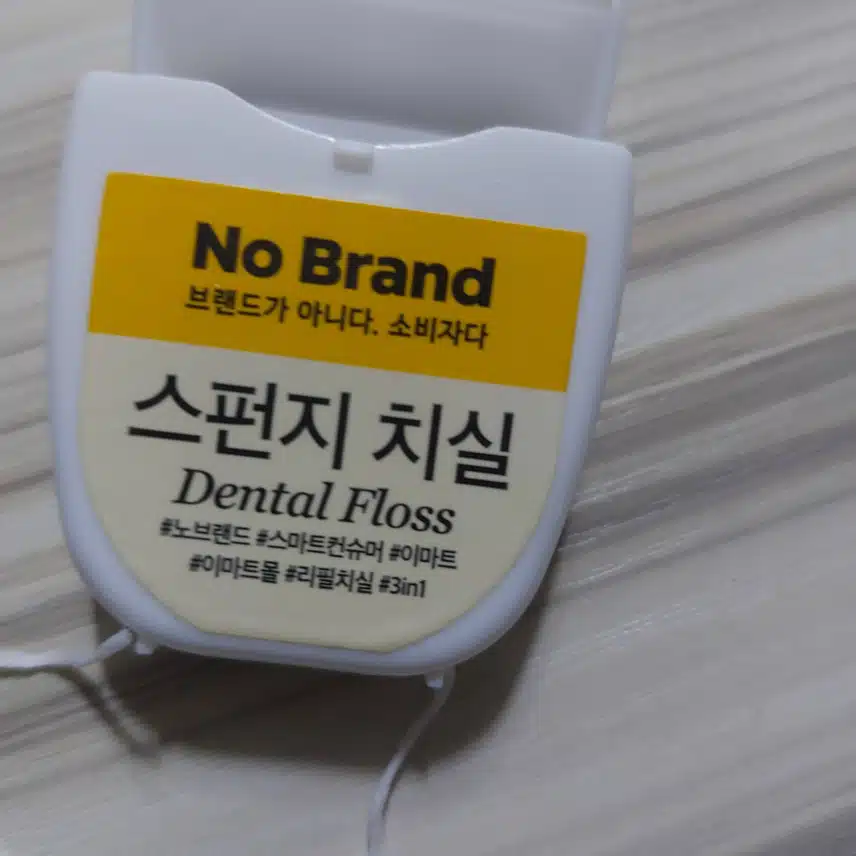 No Brand
브랜드가 아니다. 소비자다
스펀지 치실
Dental Floss
#노브랜드 #스마트컨슈머 #이마트
#이마트몰 #리필치실 #3in1